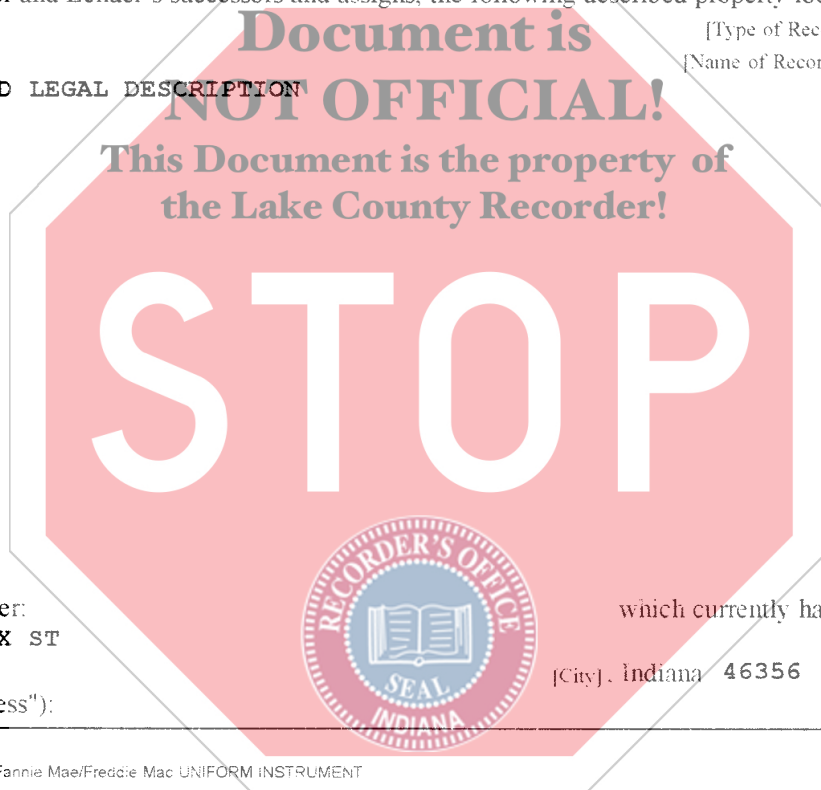 and Lender's successors and assigns, the following described property
Document is
[Type of Rec
NOT OFFICIAL!
[Name of Recor
D LEGAL DESCRIPTION
This Document is the property of
the Lake County Recorder!
STOP
RECORDER'S OFFICE
SEAL
INDIANA
er:
which currently ha
X ST
[City], Indiana 46356
ess"):
Fannie Mae/Freddie Mac UNIFORM INSTRUMENT